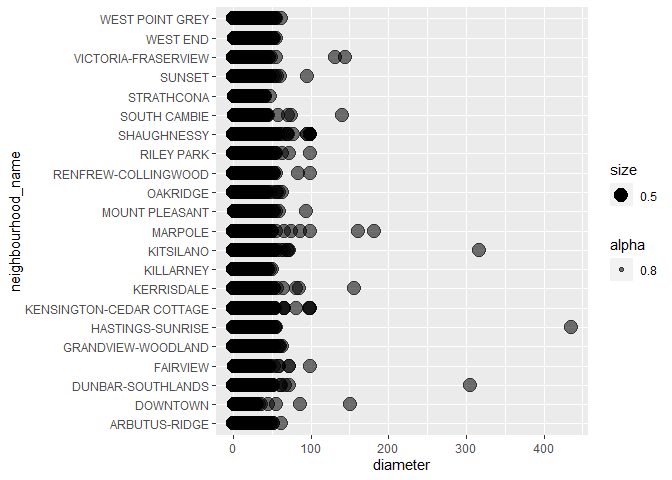 WEST POINT GREY
WEST END
VICTORIA-FRASERVIEW
SUNSET
STRATHCONA
SOUTH CAMBIE
SHAUGHNESSY
RILEY PARK
RENFREW-COLLINGWOOD
OAKRIDGE
MOUNT PLEASANT
MARPOLE
KITSILANO
KILLARNEY
KERRISDALE
KENSINGTON-CEDAR COTTAGE
HASTINGS-SUNRISE
GRANDVIEW-WOODLAND
FAIRVIEW
DUNBAR-SOUTHLANDS
DOWNTOWN
ARBUTUS-RIDGE
neighbourhood_name
0 100 200 300 400
diameter
size
0.5
alpha
0.8